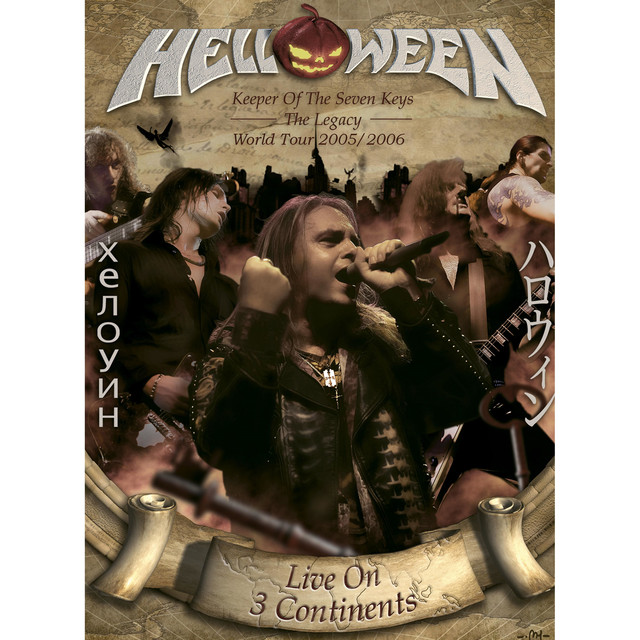 HELLOWEEN
Keeper Of The Seven Keys
The Legacy
World Tour 2005/2006
хелоуин
ハロウィン
Live On
3 Continents